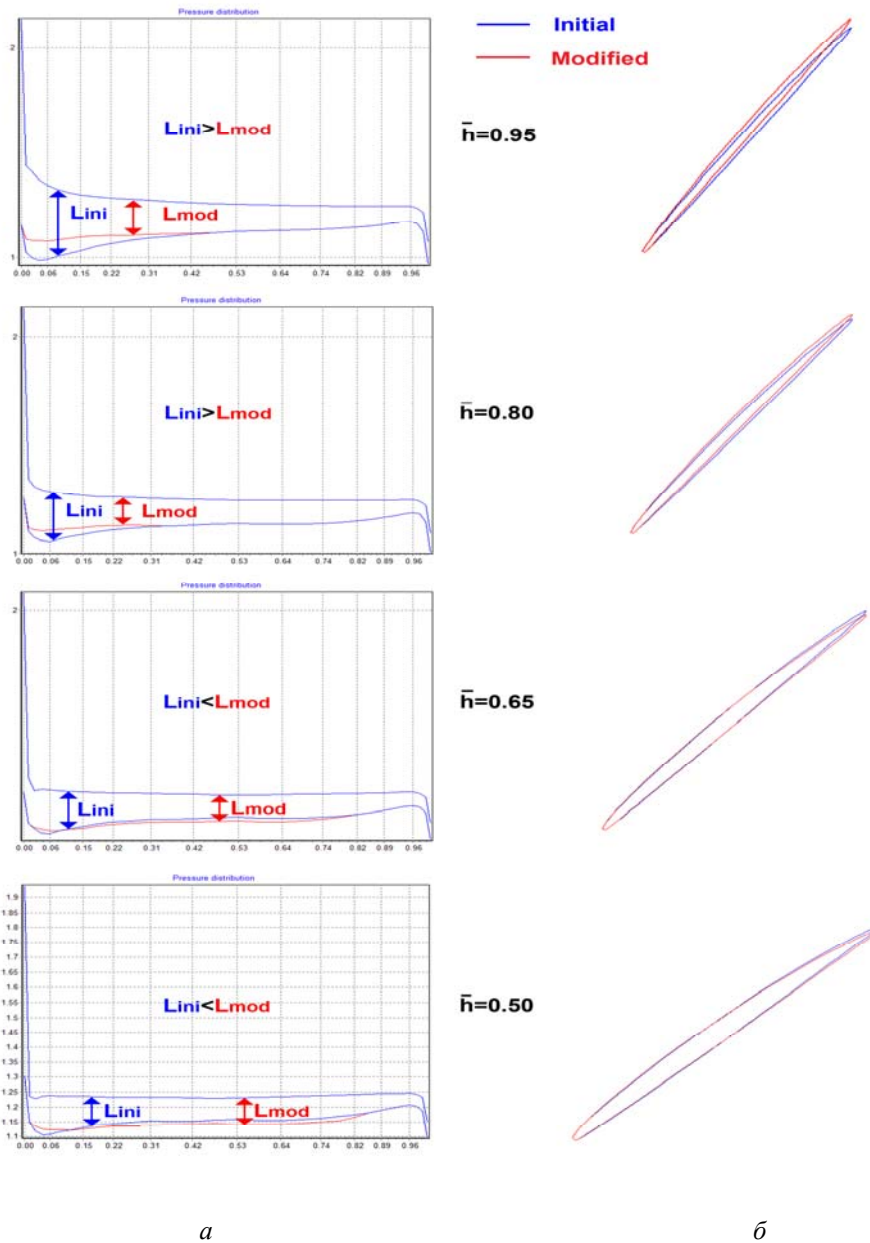 Pressure distribution
2
Lini>Lmod
Lini
Lmod
1
0.00 0.06 0.15 0.22 0.31 0.42 0.53 0.64 0.74 0.82 0.89 0.96
Initial
Modified
h̄=0.95
Pressure distribution
2
Lini>Lmod
Lini
Lmod
1
0.00 0.06 0.15 0.22 0.31 0.42 0.53 0.64 0.74 0.82 0.89 0.96
h̄=0.80
Pressure distribution
2
Lini<Lmod
Lini
Lmod
0.00 0.06 0.15 0.22 0.31 0.42 0.53 0.64 0.74 0.82 0.89 0.96
h̄=0.65
Pressure distribution
1.9
1.85
1.8
1.75
1.7
1.65
1.6
1.55
1.5
1.45
1.4
1.35
1.3
1.25
1.2
1.15
1.1
Lini<Lmod
Lini
Lmod
0.00 0.06 0.15 0.22 0.31 0.42 0.53 0.64 0.74 0.82 0.89 0.96
h̄=0.50
а б